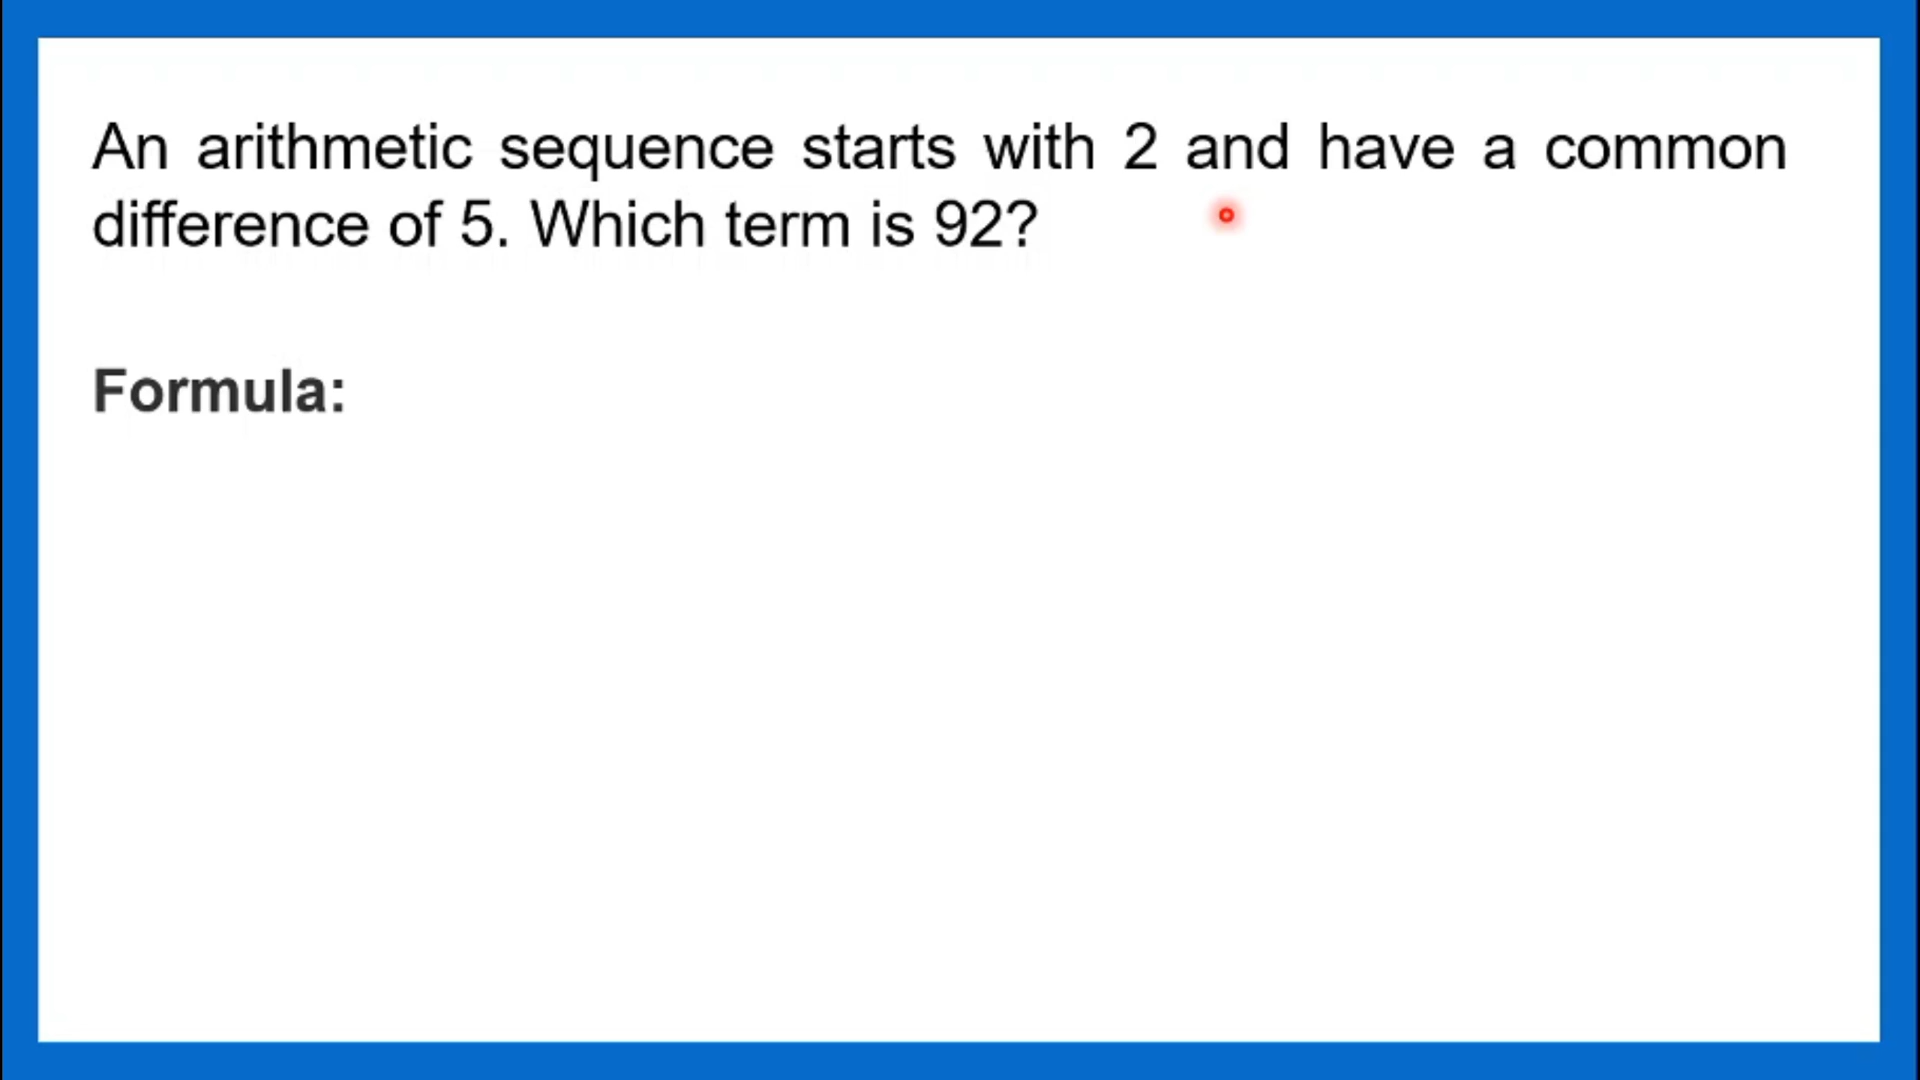 An arithmetic sequence starts with 2 and have a common
difference of 5. Which term is 92?
Formula: